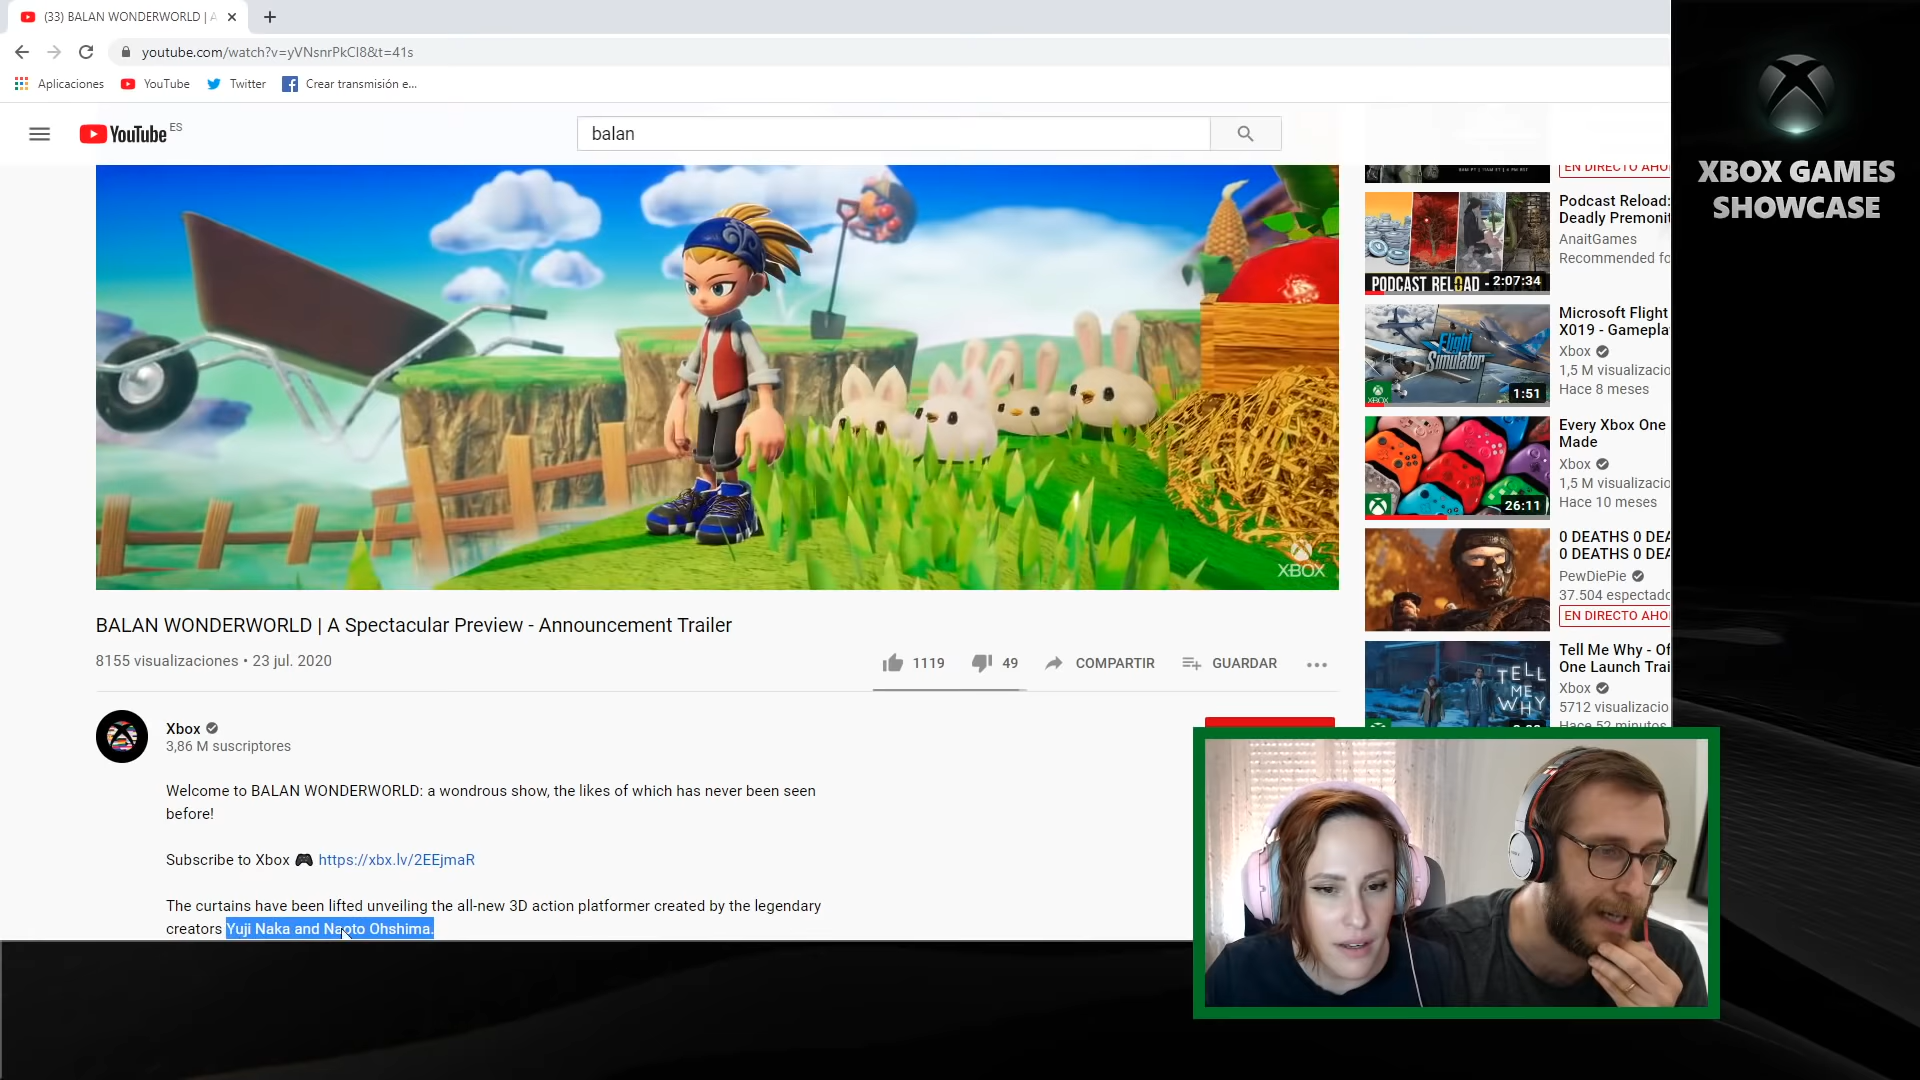 (33) BALAN WONDERWORLD | A
youtube.com/watch?v=yVNsnrPkCl8&t=41s
Aplicaciones
YouTube
Twitter
Crear transmisión e...
YouTube ES
balan
XBOX GAMES
SHOWCASE
EN DIRECTO AHO
Podcast Reload:
Deadly Premonit
AnaitGames
Recommended fo
PODCAST RELOAD - 2:07:34
Microsoft Flight
X019 - Gamepla
Xbox
1,5 M visualizacio
Hace 8 meses
Flight
Simulator
XBOX
1:51
Every Xbox One
Made
Xbox
1,5 M visualizacio
Hace 10 meses
26:11
0 DEATHS 0 DEA
0 DEATHS 0 DEA
PewDiePie
37.504 espectado
EN DIRECTO AHO
Tell Me Why - Of
One Launch Trai
Xbox
5712 visualizacio
Hace 52 minutos
TELL
ME
WHY
XBOX
BALAN WONDERWORLD | A Spectacular Preview - Announcement Trailer
8155 visualizaciones • 23 jul. 2020
1119
49
COMPARTIR
GUARDAR
Xbox
3,86 M suscriptores
Welcome to BALAN WONDERWORLD: a wondrous show, the likes of which has never been seen
before!
Subscribe to Xbox 🎮 https://xbx.lv/2EEjmaR
The curtains have been lifted unveiling the all-new 3D action platformer created by the legendary
creators Yuji Naka and Naoto Ohshima.